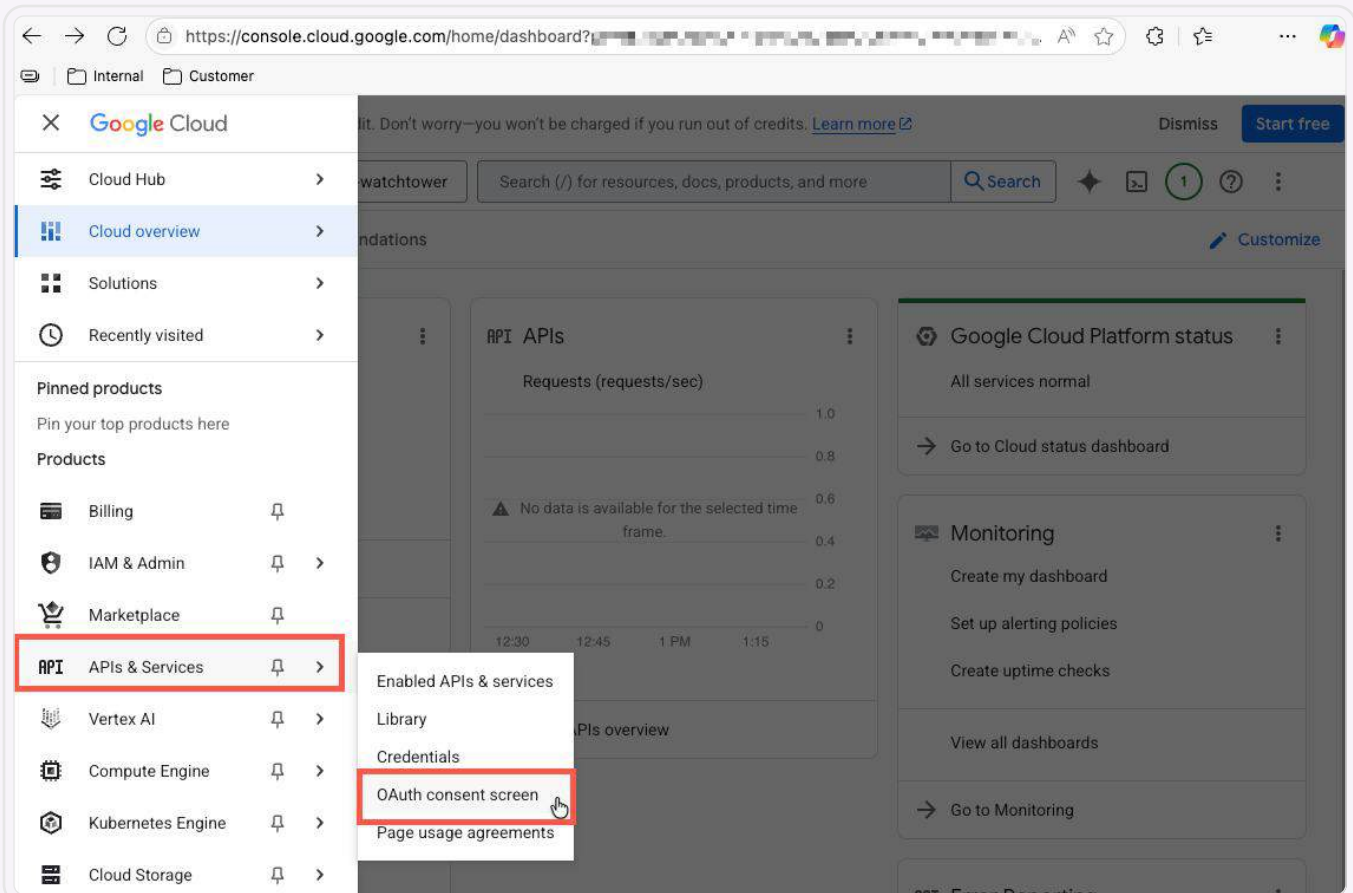 https://console.cloud.google.com/home/dashboard?
Internal Customer
Google Cloud
dit. Don't worry—you won't be charged if you run out of credits. Learn more
Dismiss Start free
Cloud Hub
-watchtower
Search (/) for resources, docs, products, and more
Search
1
Cloud overview
ndations
Customize
Solutions
Recently visited
API APIs
Google Cloud Platform status
Requests (requests/sec)
All services normal
Pinned products
Pin your top products here
1.0
Go to Cloud status dashboard
Products
0.8
Billing
0.6
No data is available for the selected time
frame.
0.4
Monitoring
IAM & Admin
Create my dashboard
0.2
Marketplace
Set up alerting policies
0
12:30 12:45 1 PM 1:15
API APIs & Services
Create uptime checks
Enabled APIs & services
Library
Credentials
OAuth consent screen
Page usage agreements
APIs overview
Vertex AI
View all dashboards
Compute Engine
Go to Monitoring
Kubernetes Engine
Cloud Storage